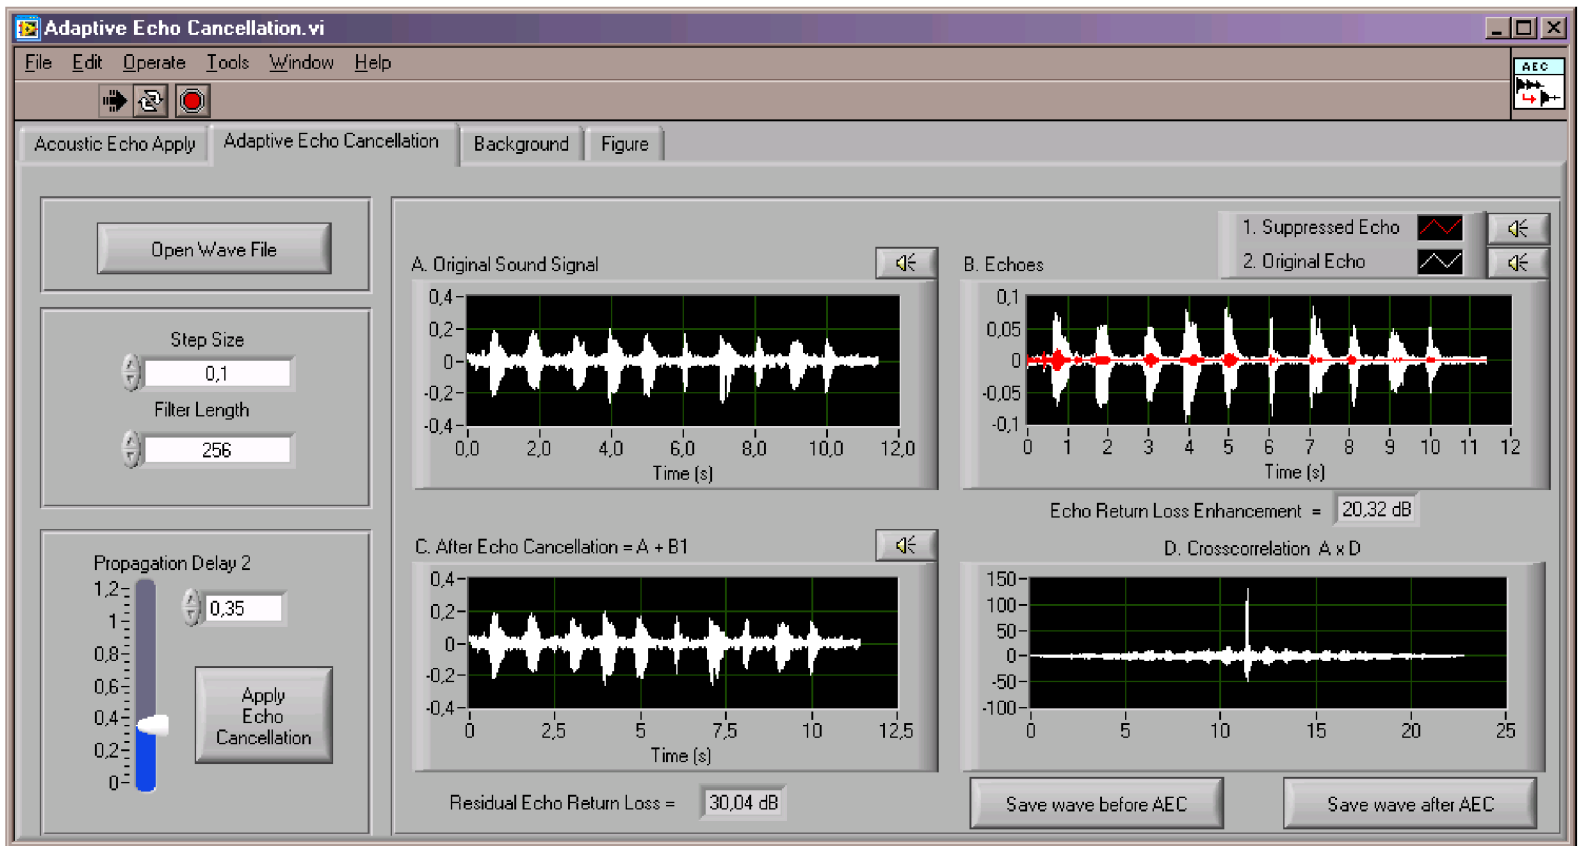 Adaptive Echo Cancellation.vi
File Edit Operate Tools Window Help
AEC
Acoustic Echo Apply Adaptive Echo Cancellation Background Figure
Open Wave File
Step Size
0,1
Filter Length
256
Propagation Delay 2
1,2
1
0,8
0,6
0,4
0,2
0
0,35
Apply
Echo
Cancellation
A. Original Sound Signal
0,4
0,2
0
-0,2
-0,4
0,0 2,0 4,0 6,0 8,0 10,0 12,0
Time (s)
1. Suppressed Echo
2. Original Echo
B. Echoes
0,1
0,05
0
-0,05
-0,1
0 1 2 3 4 5 6 7 8 9 10 11 12
Time (s)
Echo Return Loss Enhancement = 20,32 dB
C. After Echo Cancellation = A + B1
0,4
0,2
0
-0,2
-0,4
0 2,5 5 7,5 10 12,5
Time (s)
Residual Echo Return Loss = 30,04 dB
D. Crosscorrelation A x D
150
100
50
0
-50
-100
0 5 10 15 20 25
Save wave before AEC
Save wave after AEC